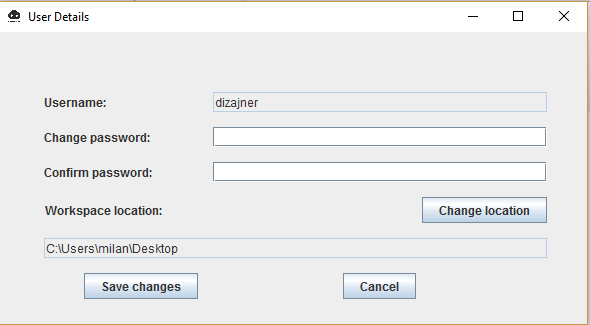 User Details
Username: dizajner
Change password:
Confirm password:
Workspace location: Change location
C:\Users\milan\Desktop
Save changes Cancel